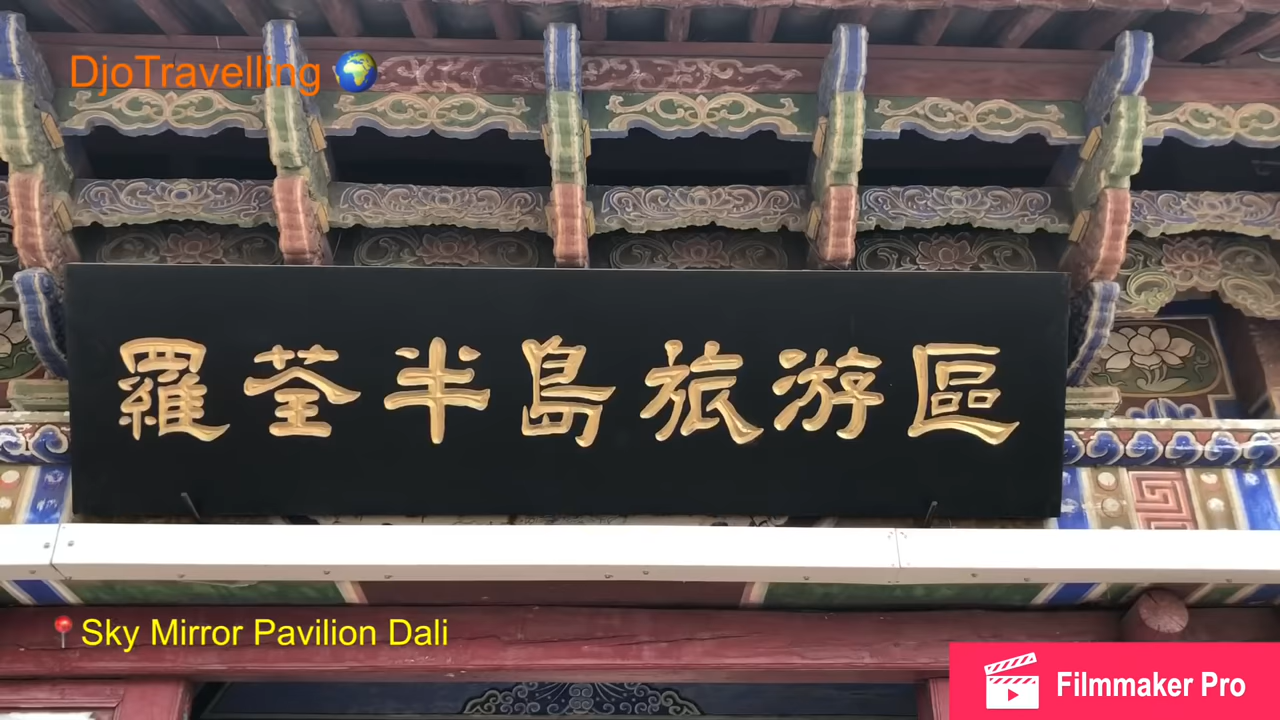 DjoTravelling
羅荃半島旅游區
Sky Mirror Pavilion Dali
Filmmaker Pro